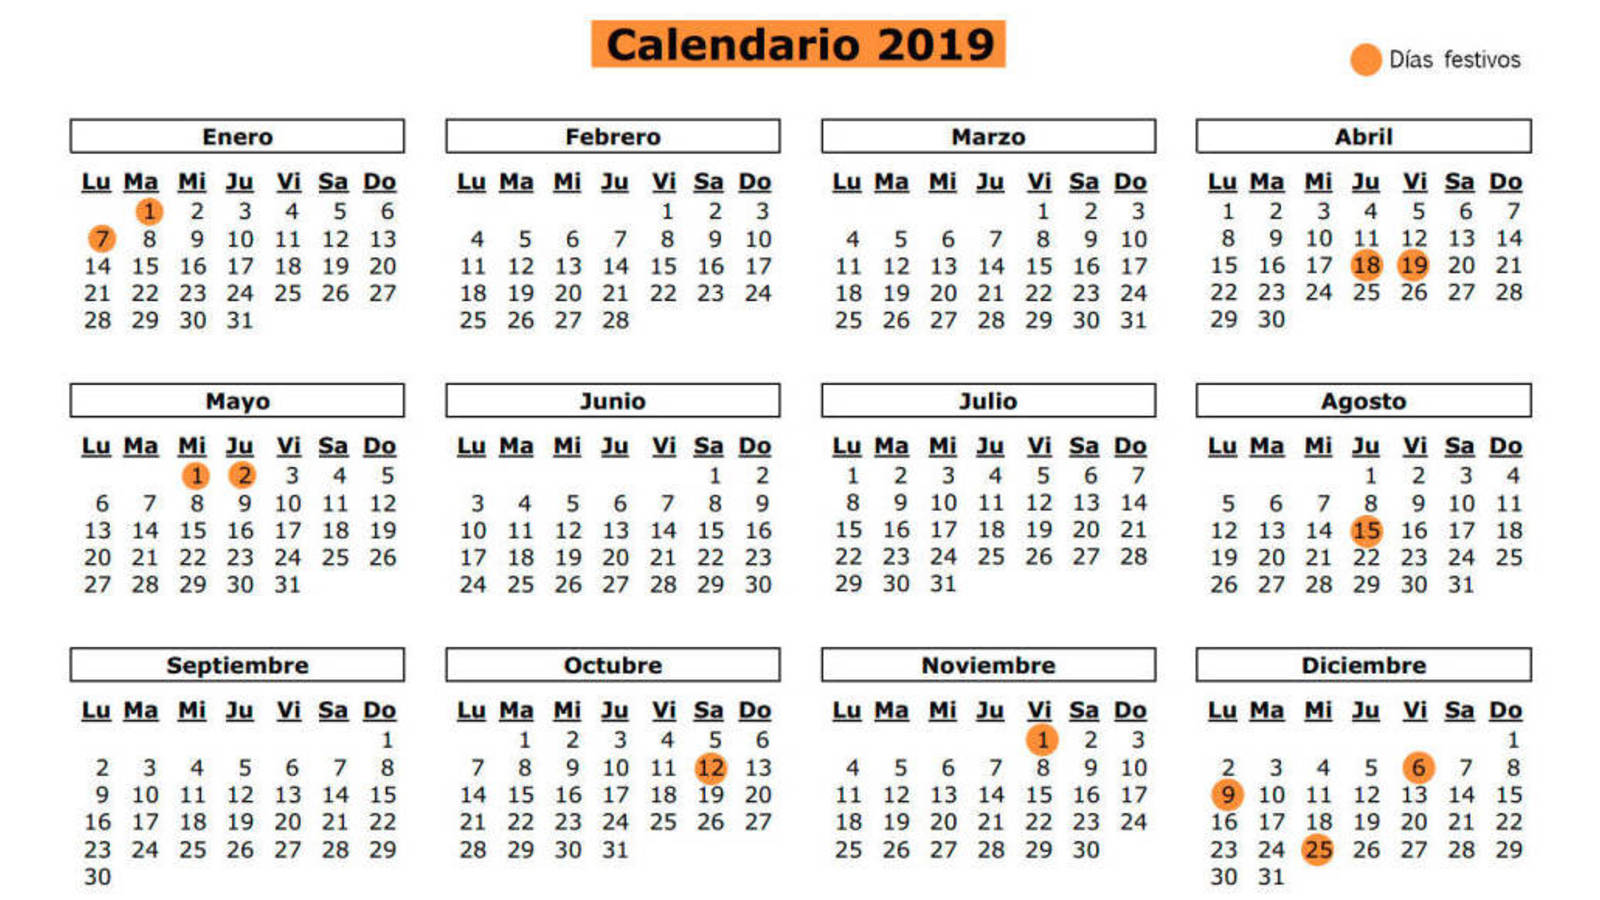 Calendario 2019
Días festivos
Enero
Lu Ma Mi Ju Vi Sa Do
1 2 3 4 5 6
7 8 9 10 11 12 13
14 15 16 17 18 19 20
21 22 23 24 25 26 27
28 29 30 31
Febrero
Lu Ma Mi Ju Vi Sa Do
1 2 3
4 5 6 7 8 9 10
11 12 13 14 15 16 17
18 19 20 21 22 23 24
25 26 27 28
Marzo
Lu Ma Mi Ju Vi Sa Do
1 2 3
4 5 6 7 8 9 10
11 12 13 14 15 16 17
18 19 20 21 22 23 24
25 26 27 28 29 30 31
Abril
Lu Ma Mi Ju Vi Sa Do
1 2 3 4 5 6 7
8 9 10 11 12 13 14
15 16 17 18 19 20 21
22 23 24 25 26 27 28
29 30
Mayo
Lu Ma Mi Ju Vi Sa Do
1 2 3 4 5
6 7 8 9 10 11 12
13 14 15 16 17 18 19
20 21 22 23 24 25 26
27 28 29 30 31
Junio
Lu Ma Mi Ju Vi Sa Do
1 2
3 4 5 6 7 8 9
10 11 12 13 14 15 16
17 18 19 20 21 22 23
24 25 26 27 28 29 30
Julio
Lu Ma Mi Ju Vi Sa Do
1 2 3 4 5 6 7
8 9 10 11 12 13 14
15 16 17 18 19 20 21
22 23 24 25 26 27 28
29 30 31
Agosto
Lu Ma Mi Ju Vi Sa Do
1 2 3 4
5 6 7 8 9 10 11
12 13 14 15 16 17 18
19 20 21 22 23 24 25
26 27 28 29 30 31
Septiembre
Lu Ma Mi Ju Vi Sa Do
1
2 3 4 5 6 7 8
9 10 11 12 13 14 15
16 17 18 19 20 21 22
23 24 25 26 27 28 29
30
Octubre
Lu Ma Mi Ju Vi Sa Do
1 2 3 4 5 6
7 8 9 10 11 12 13
14 15 16 17 18 19 20
21 22 23 24 25 26 27
28 29 30 31
Noviembre
Lu Ma Mi Ju Vi Sa Do
1 2 3
4 5 6 7 8 9 10
11 12 13 14 15 16 17
18 19 20 21 22 23 24
25 26 27 28 29 30
Diciembre
Lu Ma Mi Ju Vi Sa Do
1
2 3 4 5 6 7 8
9 10 11 12 13 14 15
16 17 18 19 20 21 22
23 24 25 26 27 28 29
30 31